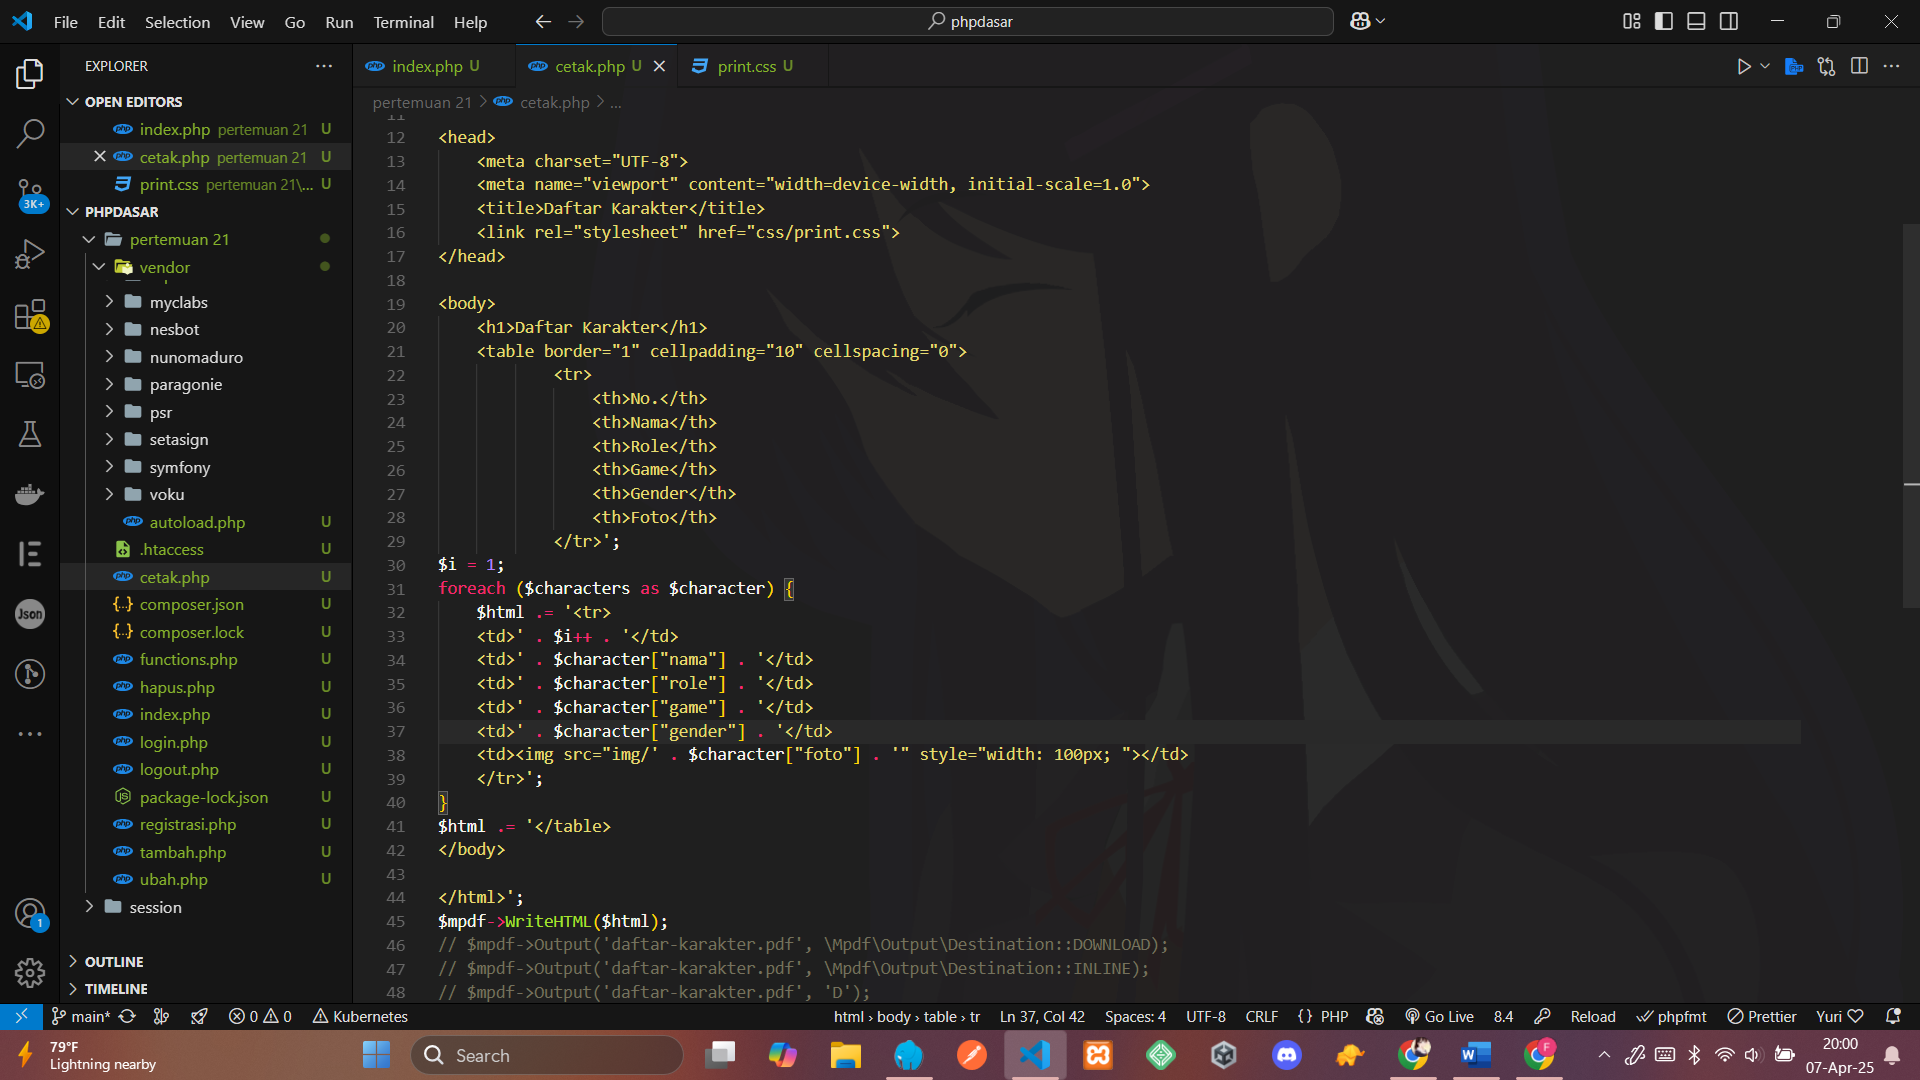 File Edit Selection View Go Run Terminal Help
phpdasar
EXPLORER
OPEN EDITORS
index.php pertemuan 21 U
cetak.php pertemuan 21 U
print.css pertemuan 21\... U
PHPDASAR
pertemuan 21
vendor
myclabs
nesbot
nunomaduro
paragonie
psr
setasign
symfony
voku
autoload.php U
.htaccess U
cetak.php U
composer.json U
composer.lock U
functions.php U
hapus.php U
index.php U
login.php U
logout.php U
package-lock.json U
registrasi.php U
tambah.php U
ubah.php U
session
OUTLINE
TIMELINE
3K+
Json
1
index.php U
cetak.php U
print.css U
pertemuan 21 > cetak.php > ...
11
12 <head>
13 <meta charset="UTF-8">
14 <meta name="viewport" content="width=device-width, initial-scale=1.0">
15 <title>Daftar Karakter</title>
16 <link rel="stylesheet" href="css/print.css">
17 </head>
18
19 <body>
20 <h1>Daftar Karakter</h1>
21 <table border="1" cellpadding="10" cellspacing="0">
22 <tr>
23 <th>No.</th>
24 <th>Nama</th>
25 <th>Role</th>
26 <th>Game</th>
27 <th>Gender</th>
28 <th>Foto</th>
29 </tr>';
30 $i = 1;
31 foreach ($characters as $character) {
32 $html .= '<tr>
33 <td>' . $i++ . '</td>
34 <td>' . $character["nama"] . '</td>
35 <td>' . $character["role"] . '</td>
36 <td>' . $character["game"] . '</td>
37 <td>' . $character["gender"] . '</td>
38 <td><img src="img/' . $character["foto"] . '" style="width: 100px; "></td>
39 </tr>';
40 }
41 $html .= '</table>
42 </body>
43
44 </html>';
45 $mpdf->WriteHTML($html);
46 // $mpdf->Output('daftar-karakter.pdf', \Mpdf\Output\Destination::DOWNLOAD);
47 // $mpdf->Output('daftar-karakter.pdf', \Mpdf\Output\Destination::INLINE);
48 // $mpdf->Output('daftar-karakter.pdf', 'D');
main* 0 0 Kubernetes
html > body > table > tr Ln 37, Col 42 Spaces: 4 UTF-8 CRLF {} PHP Go Live 8.4 Reload phpfmt Prettier Yuri
79°F
Lightning nearby
Search
20:00
07-Apr-25